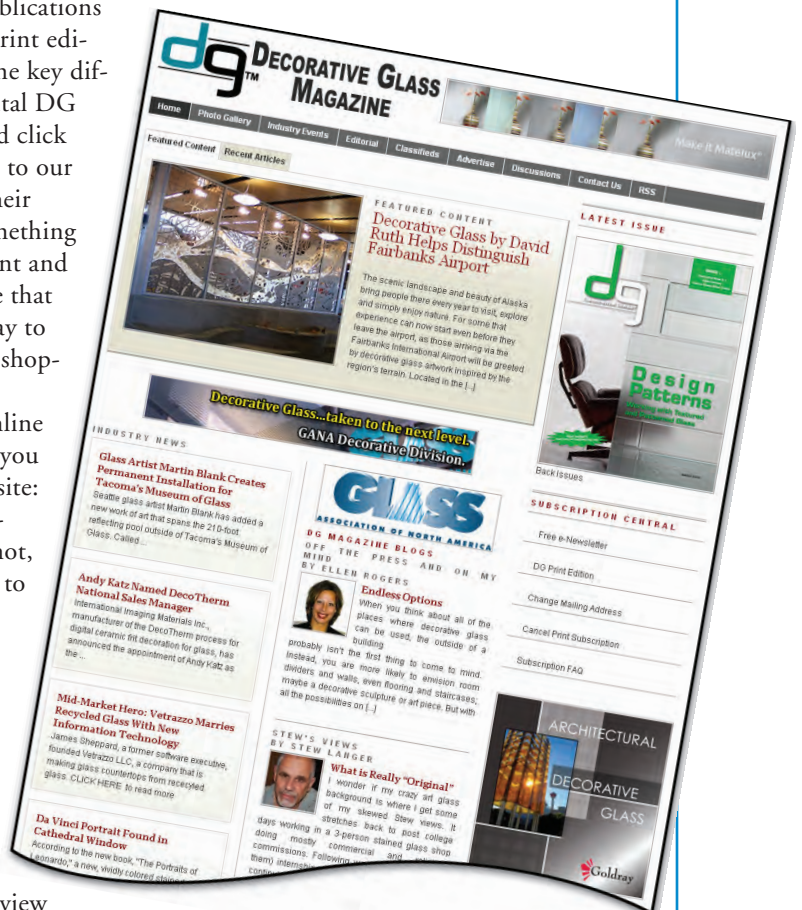 blications
rint edi-
ne key dif-
tal DG
d click
to our
heir
mething
nt and
e that
ay to
shop-
nline
you
site:
-
not,
to
view
dg™ DECORATIVE GLASS
MAGAZINE
Make it Matelux®
Home Photo Gallery Industry Events Editorial Classifieds Advertise Discussions Contact Us RSS
Featured Content Recent Articles
FEATURED CONTENT
Decorative Glass by David
Ruth Helps Distinguish
Fairbanks Airport
The scenic landscape and beauty of Alaska
bring people there every year to visit, explore
and simply enjoy nature. For some that
experience can now start even before they
leave the airport, as those arriving via the
Fairbanks International Airport will be greeted
by decorative glass artwork inspired by the
region's terrain. Located in the [...]
LATEST ISSUE
dg
Design
Patterns
Back Issues
Decorative Glass...taken to the next level.
GANA Decorative Division.
INDUSTRY NEWS
Glass Artist Martin Blank Creates
Permanent Installation for
Tacoma's Museum of Glass
Seattle glass artist Martin Blank has added a
new work of art that spans the 210-foot
reflecting pool outside of Tacoma's Museum of
Glass. Called ...
Andy Katz Named DecoTherm
National Sales Manager
International Imaging Materials Inc.,
manufacturer of the DecoTherm process for
digital ceramic frit decoration for glass, has
announced the appointment of Andy Katz as
the ...
Mid-Market Hero: Vetrazzo Marries
Recycled Glass With New
Information Technology
James Sheppard, a former software executive,
founded Vetrazzo LLC, a company that is
making glass countertops from rececyled
glass. CLICK HERE to read more
Da Vinci Portrait Found in
Cathedral Window
According to the new book, "The Portraits of
Leonardo," a new, vividly colored stained
GLASS
ASSOCIATION OF NORTH AMERICA
DG MAGAZINE BLOGS
OFF THE PRESS AND ON MY
MIND
BY ELLEN ROGERS
Endless Options
When you think about all of the
places where decorative glass
can be used, the outside of a
building
probably isn't the first thing to come to mind.
Instead, you are more likely to envision room
dividers and walls, even flooring and staircases;
maybe a decorative sculpture or art piece. But with
all the possibilities on [...]
STEW'S VIEWS
BY STEW LANGER
What is Really "Original"
I wonder if my crazy art glass
background is where I get some
of my skewed Stew views. It
stretches back to post college
days working in a 3-person stained glass shop
doing mostly commercial and
commissions. Following
them) internship
SUBSCRIPTION CENTRAL
Free e-Newsletter
DG Print Edition
Change Mailing Address
Cancel Print Subscription
Subscription FAQ
ARCHITECTURAL
DECORATIVE
GLASS
Goldray